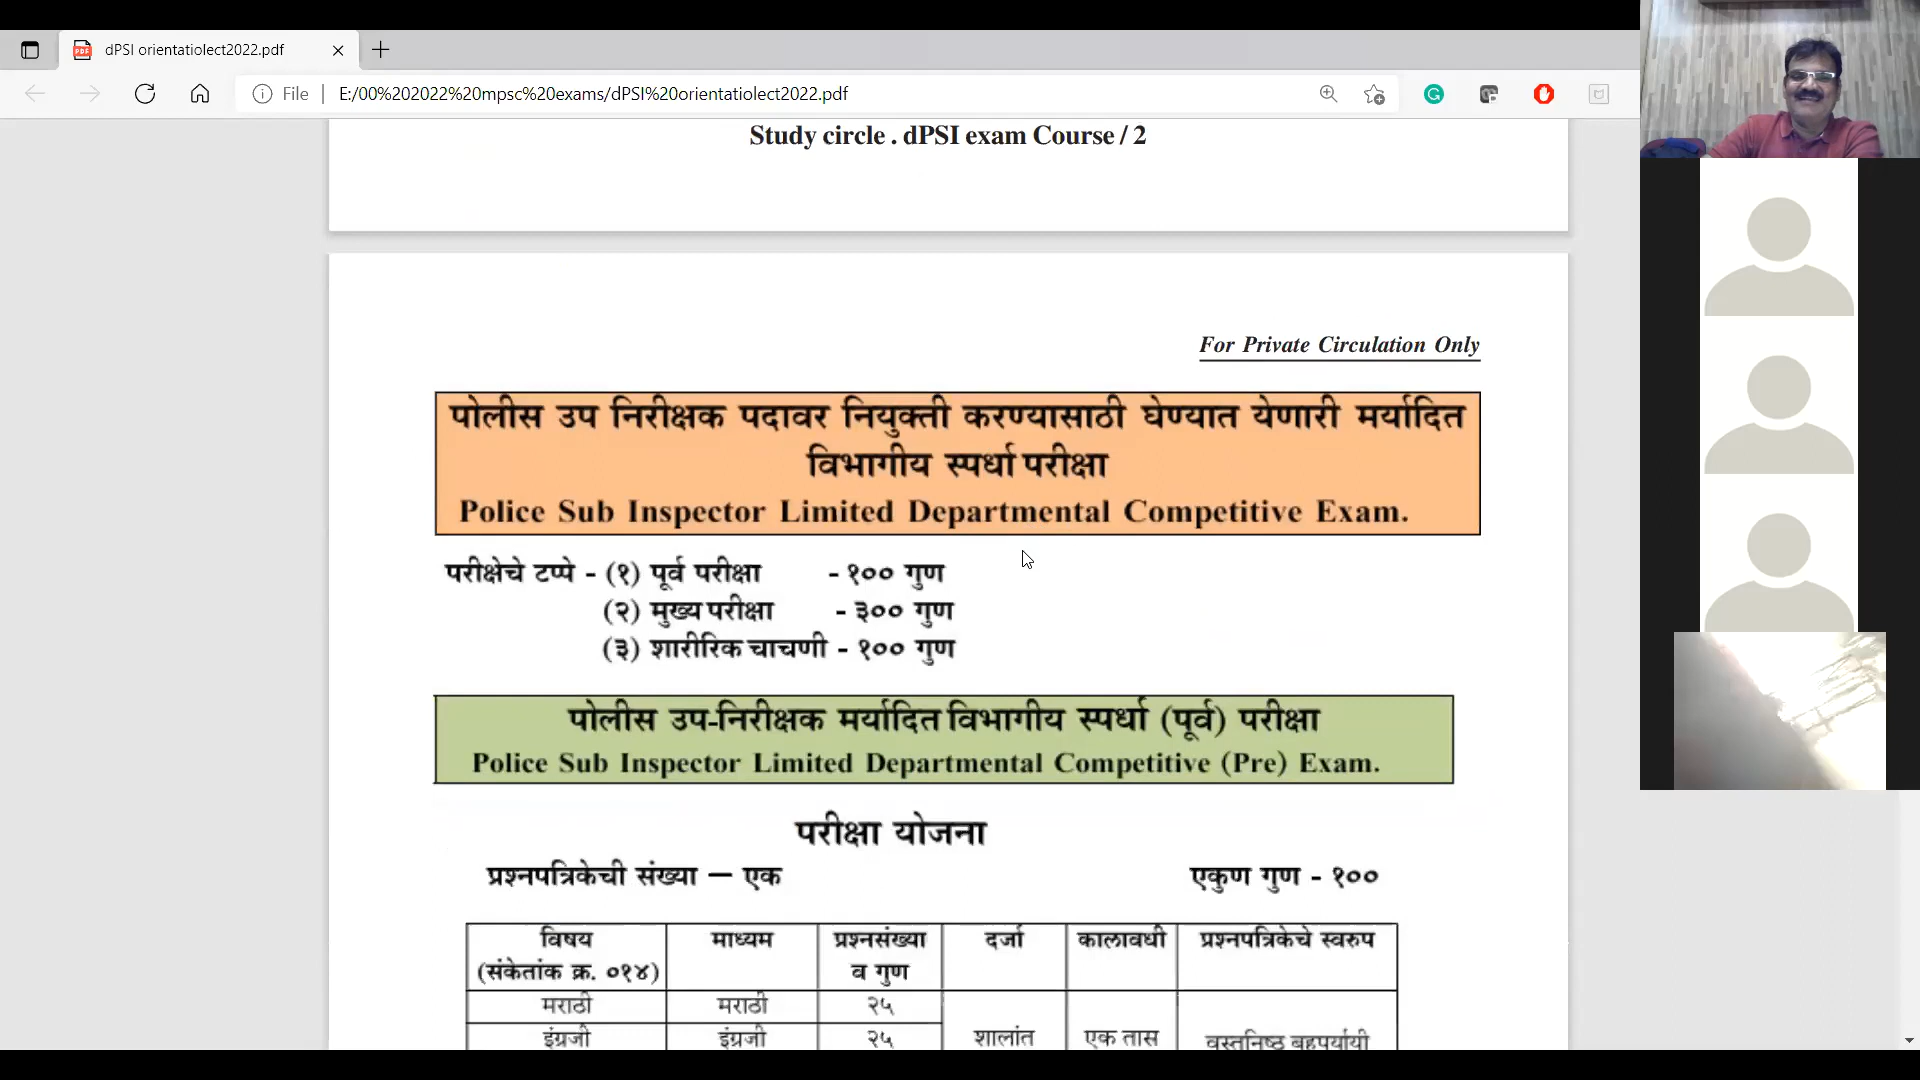 dPSI orientatiolect2022.pdf
File
E:/00%202022%20mpsc%20exams/dPSI%20orientatiolect2022.pdf
Study circle . dPSI exam Course / 2
For Private Circulation Only
पोलीस उप निरीक्षक पदावर नियुक्ती करण्यासाठी घेण्यात येणारी मर्यादित
विभागीय स्पर्धा परीक्षा
Police Sub Inspector Limited Departmental Competitive Exam.
परीक्षेचे टप्पे - (१) पूर्व परीक्षा - १०० गुण
(२) मुख्य परीक्षा - ३०० गुण
(३) शारीरिक चाचणी - १०० गुण
पोलीस उप-निरीक्षक मर्यादित विभागीय स्पर्धा (पूर्व) परीक्षा
Police Sub Inspector Limited Departmental Competitive (Pre) Exam.
परीक्षा योजना
प्रश्नपत्रिकेची संख्या — एक एकुण गुण - १००
विषय माध्यम प्रश्नसंख्या दर्जा कालावधी प्रश्नपत्रिकेचे स्वरुप
(संकेतांक क्र. ०१४) व गुण
मराठी मराठी २५
इंग्रजी इंग्रजी २५ शालांत एक तास वस्तुनिष्ठ बहुपर्यायी